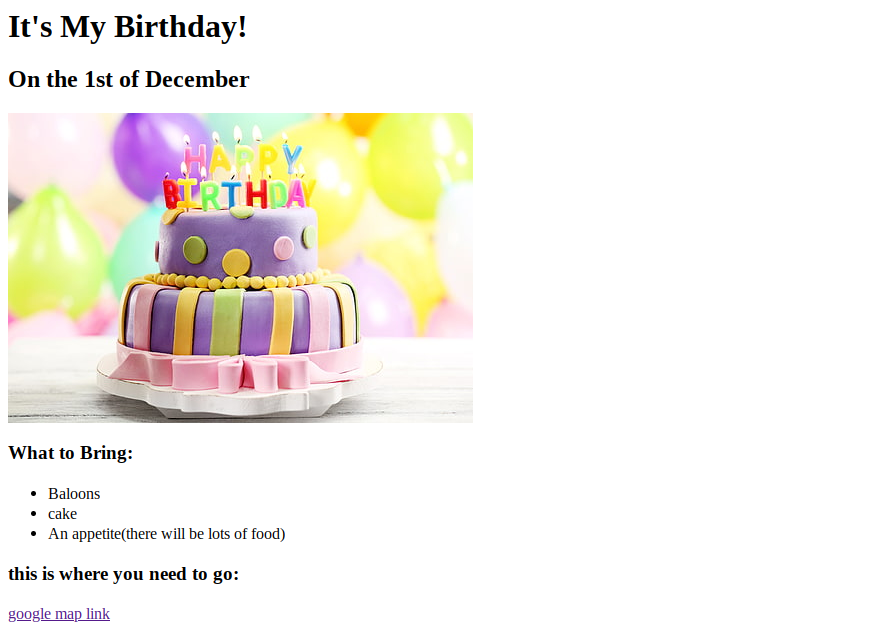 It's My Birthday!
On the 1st of December
HAPPY
BIRTHDAY
What to Bring:
Baloons
cake
An appetite(there will be lots of food)
this is where you need to go:
google map link